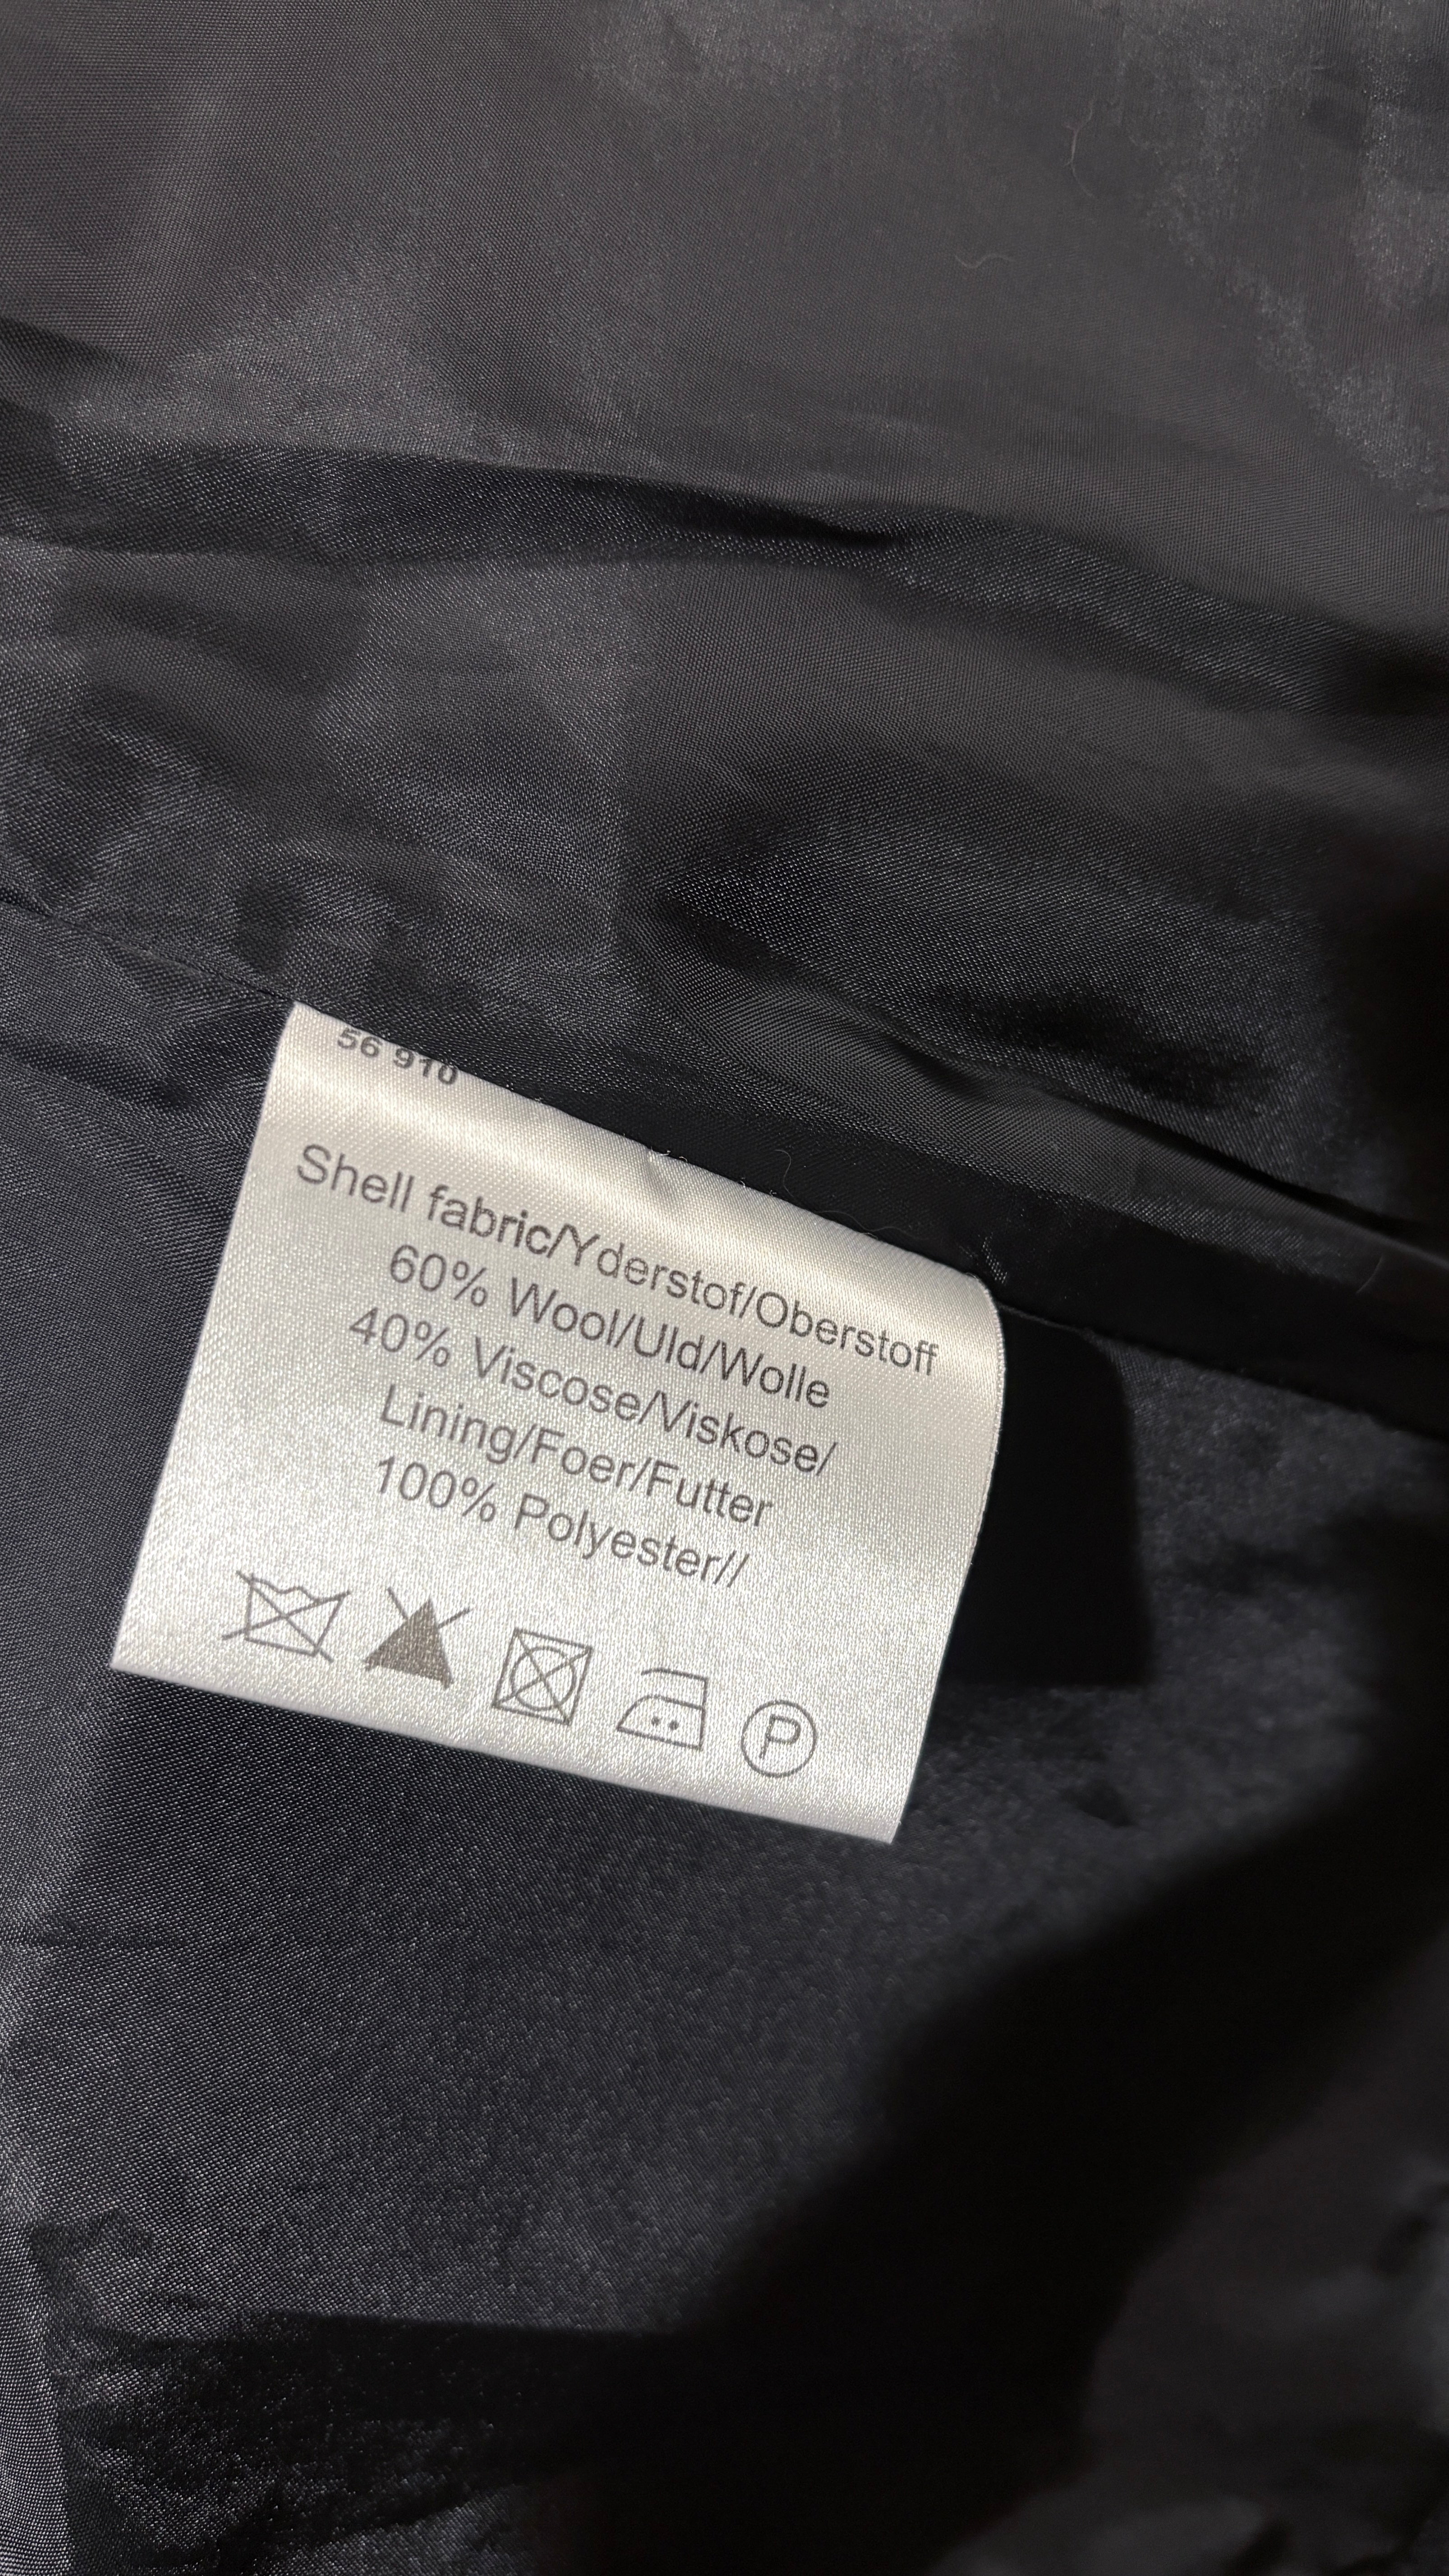 56 910
Shell fabric/Yderstof/Oberstoff
60% Wool/Uld/Wolle
40% Viscose/Viskose/
Lining/Foer/Futter
100% Polyester//
P